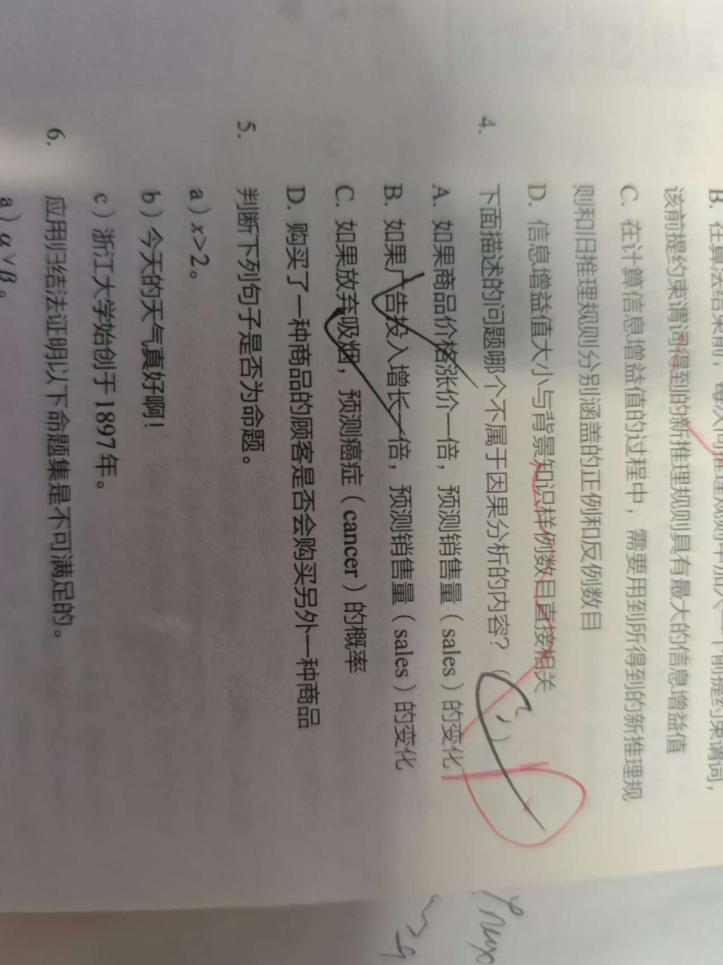 B. 在算法结束前，每次向推理规则中加入一个前提约束谓词，
该前提约束谓词得到的新推理规则具有最大的信息增益值
C. 在计算信息增益值的过程中，需要用到所得到的新推理规
则和旧推理规则分别涵盖的正例和反例数目
D. 信息增益值大小与背景知识样例数目直接相关
4. 下面描述的问题哪个不属于因果分析的内容？（ ）
A. 如果商品价格涨价一倍，预测销售量（sales）的变化
B. 如果广告投入增长一倍，预测销售量（sales）的变化
C. 如果放弃吸烟，预测癌症（cancer）的概率
D. 购买了一种商品的顾客是否会购买另外一种商品
5. 判断下列句子是否为命题。
a）x>2。
b）今天的天气真好啊！
c）浙江大学始创于1897年。
6. 应用归结法证明以下命题集是不可满足的。
a）α∨β。